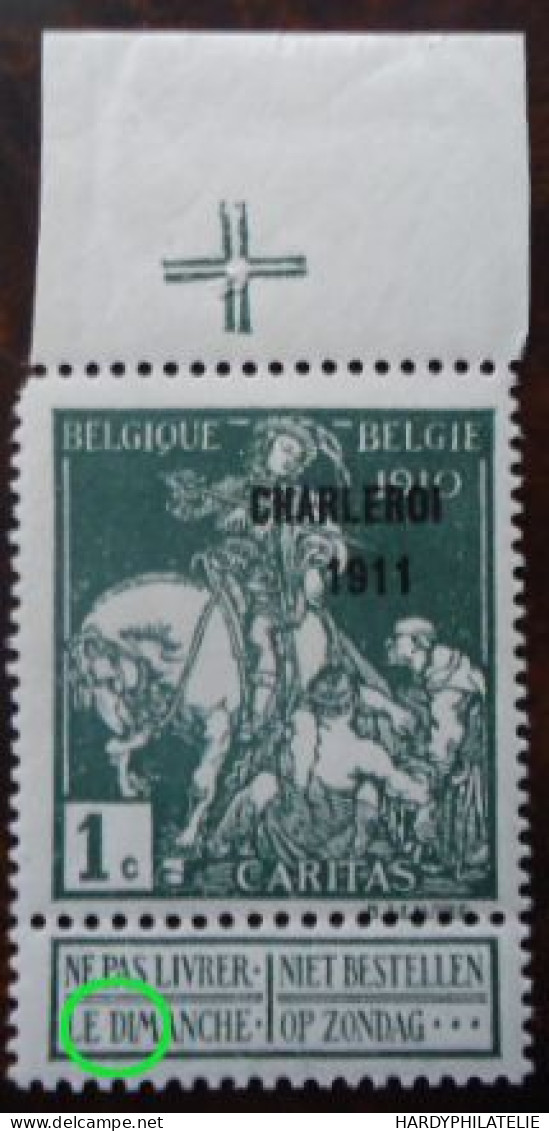 BELGIQUE BELGIE
1910
CHARLEROI
1911
1c
CARITAS
NE PAS LIVRER· NIET BESTELLEN
LE DIMANCHE· OP ZONDAG···
HARDYPHILATELIE